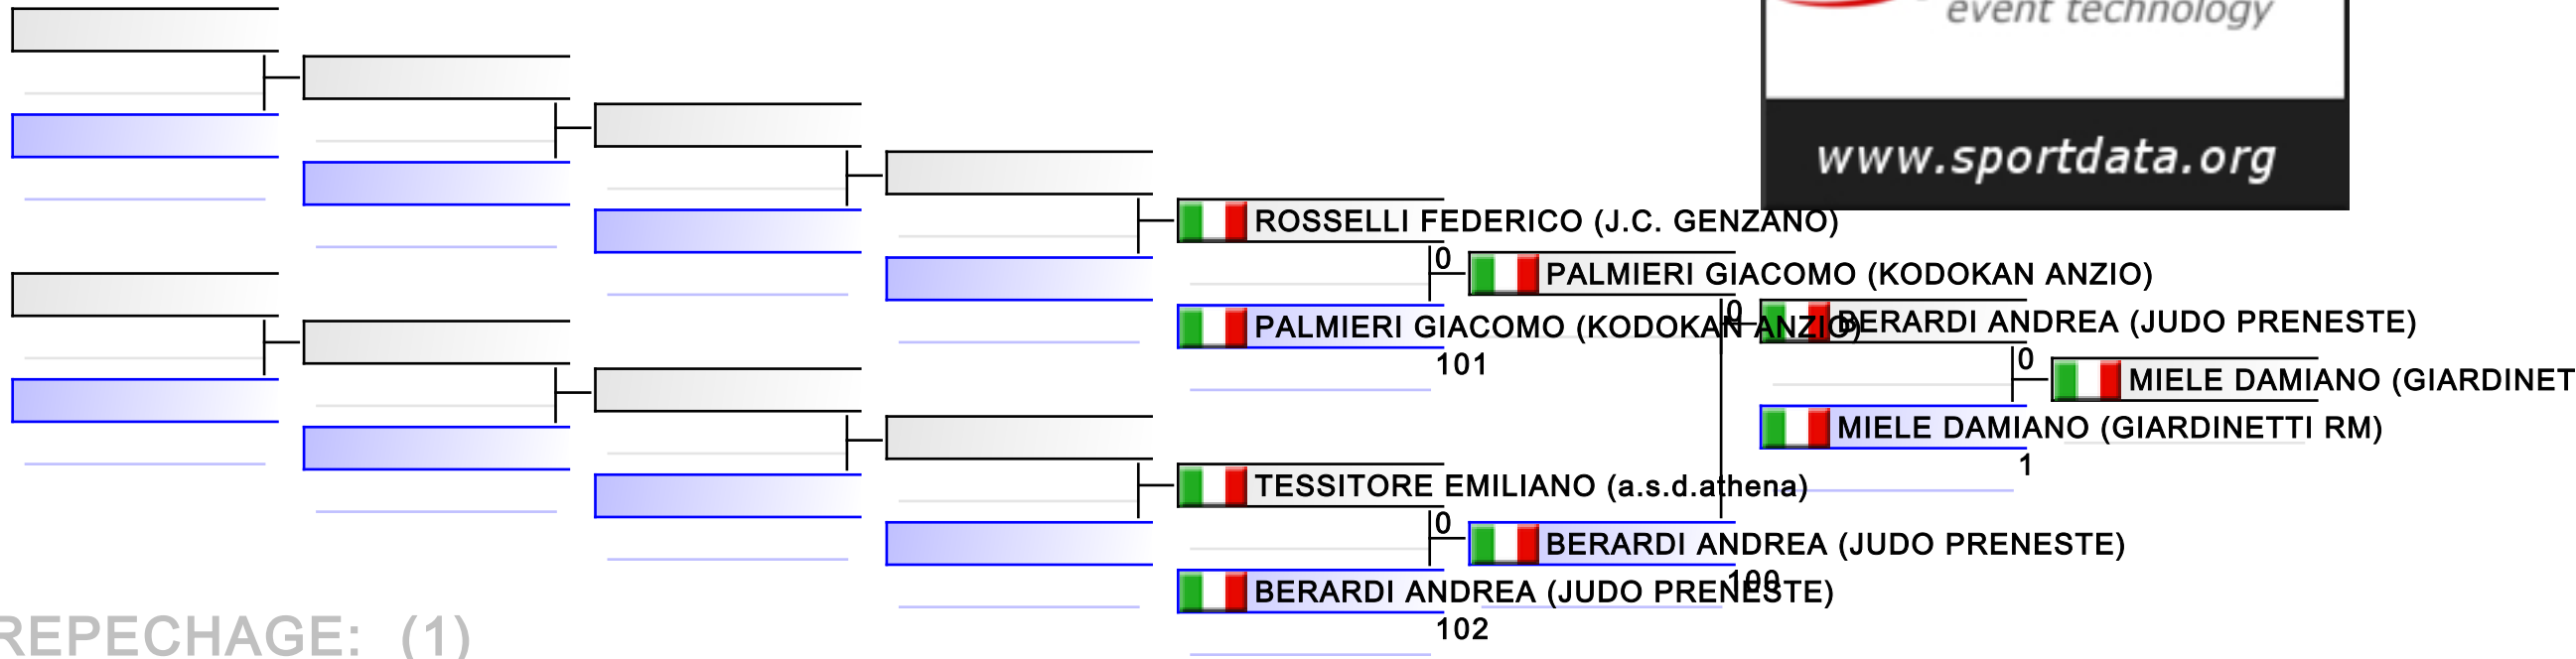 event technology
www.sportdata.org
ROSSELLI FEDERICO (J.C. GENZANO)
0
PALMIERI GIACOMO (KODOKAN ANZIO)
PALMIERI GIACOMO (KODOKAN ANZIO)
101
0
BERARDI ANDREA (JUDO PRENESTE)
0
MIELE DAMIANO (GIARDINET
MIELE DAMIANO (GIARDINETTI RM)
1
TESSITORE EMILIANO (a.s.d.athena)
0
BERARDI ANDREA (JUDO PRENESTE)
100
BERARDI ANDREA (JUDO PRENESTE)
102
REPECHAGE: (1)